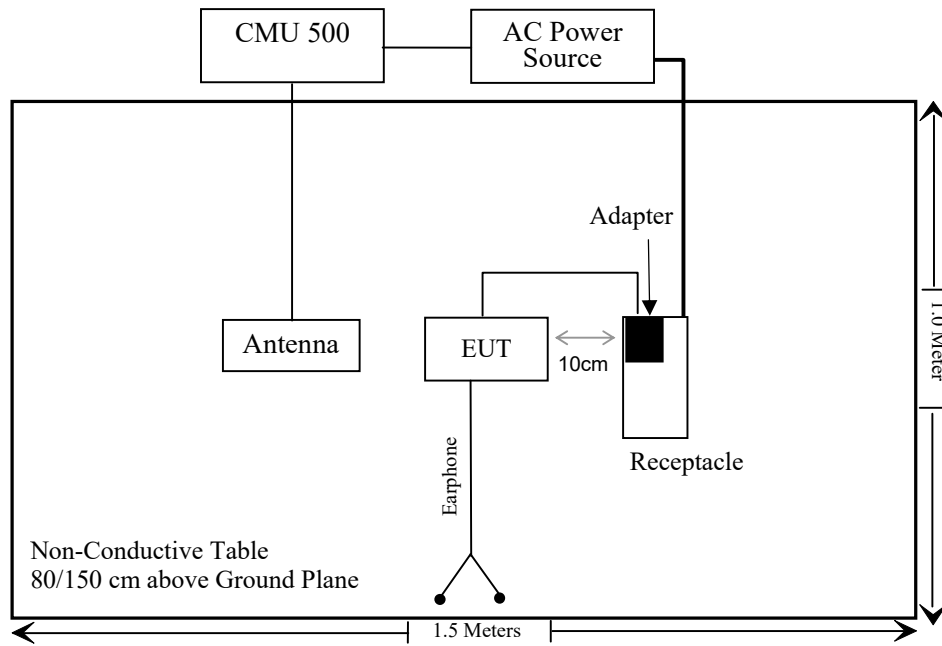 CMU 500
AC Power
Source
Adapter
Antenna
EUT
10cm
1.0 Meter
Receptacle
Earphone
Non-Conductive Table
80/150 cm above Ground Plane
1.5 Meters